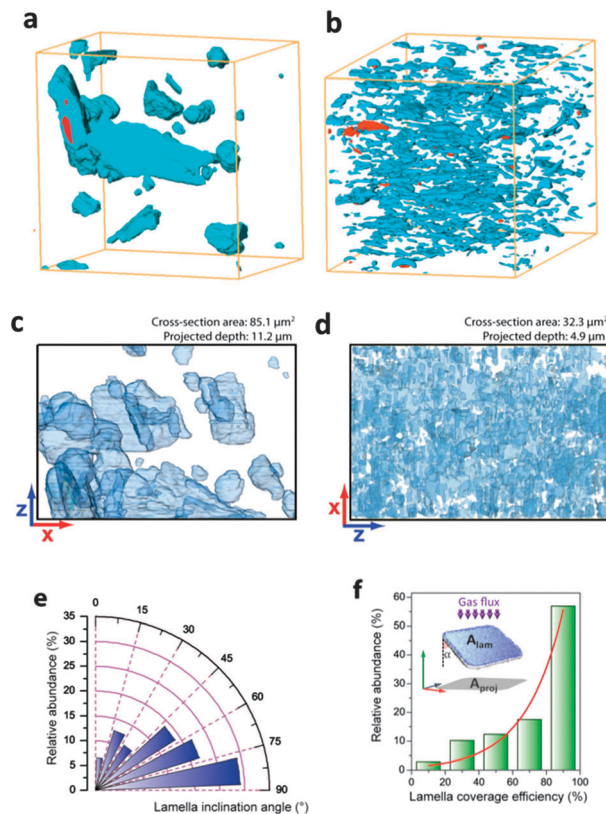 a
b
c
Cross-section area: 85.1 µm²
Projected depth: 11.2 µm
z
x
d
Cross-section area: 32.3 µm²
Projected depth: 4.9 µm
x
z
e
Relative abundance (%)
35
30
25
20
15
10
5
0
0
15
30
45
60
75
90
Lamella inclination angle (°)
f
Relative abundance (%)
60
50
40
30
20
10
0
Gas flux
A_lam
α
A_proj
0 20 40 60 80 100
Lamella coverage efficiency (%)